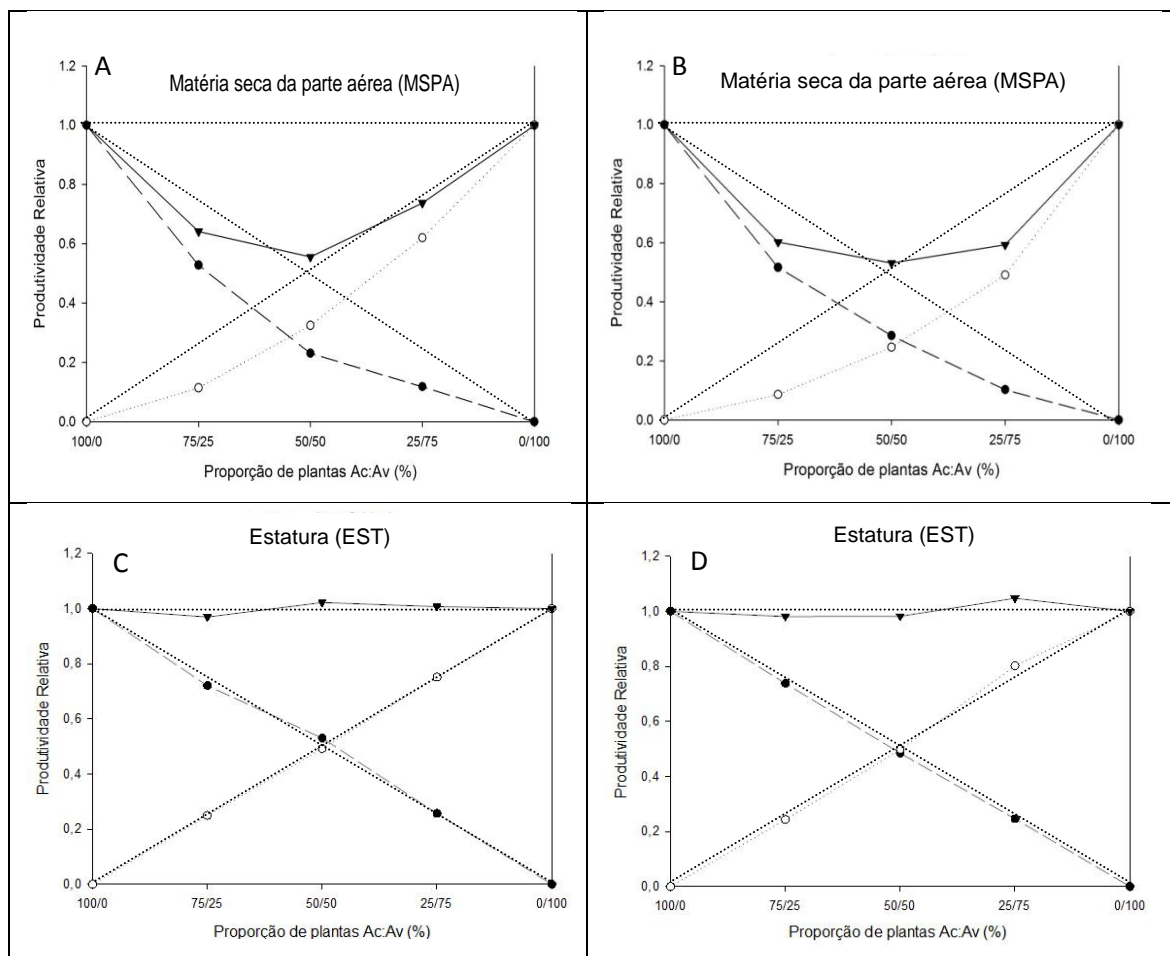 A
Matéria seca da parte aérea (MSPA)
1.2
1.0
0.8
0.6
0.4
0.2
0.0
Produtividade Relativa
100/0 75/25 50/50 25/75 0/100
Proporção de plantas Ac:Av (%)
B
Matéria seca da parte aérea (MSPA)
1.2
1.0
0.8
0.6
0.4
0.2
0.0
Produtividade Relativa
100/0 75/25 50/50 25/75 0/100
Proporção de plantas Ac:Av (%)
Estatura (EST)
C
1,2
1,0
0,8
0,6
0,4
0,2
0,0
Produtividade Relativa
100/0 75/25 50/50 25/75 0/100
Proporção de plantas Ac:Av (%)
Estatura (EST)
D
1,2
1,0
0,8
0,6
0,4
0,2
0,0
Produtividade Relativa
100/0 75/25 50/50 25/75 0/100
Proporção de plantas Ac:Av (%)